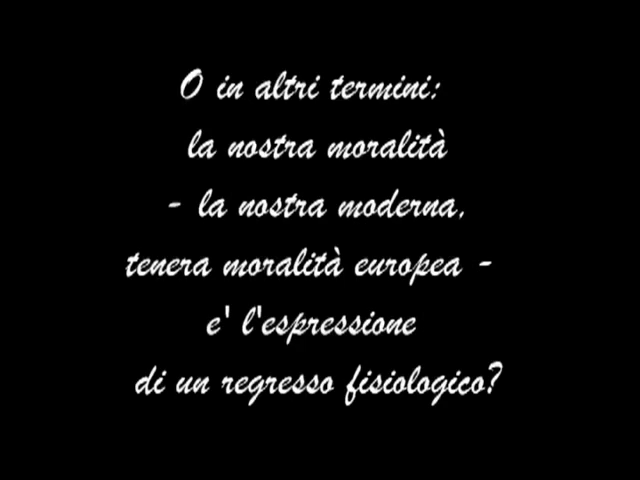 O in altri termini:
la nostra moralità
- la nostra moderna,
tenera moralità europea -
e' l'espressione
di un regresso fisiologico?